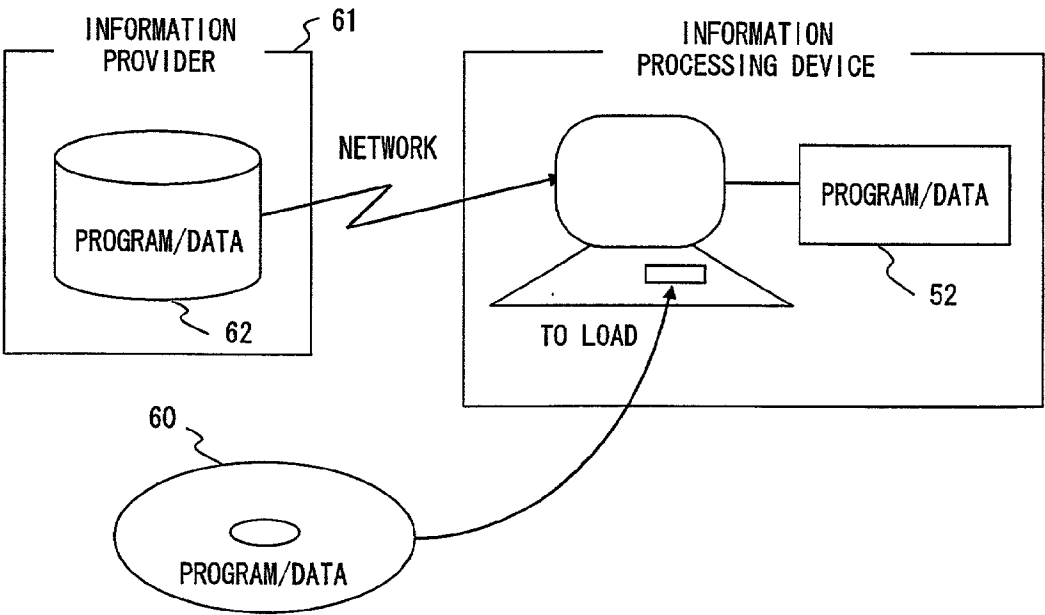 INFORMATION
PROVIDER
61
PROGRAM/DATA
62
NETWORK
INFORMATION
PROCESSING DEVICE
PROGRAM/DATA
52
TO LOAD
60
PROGRAM/DATA